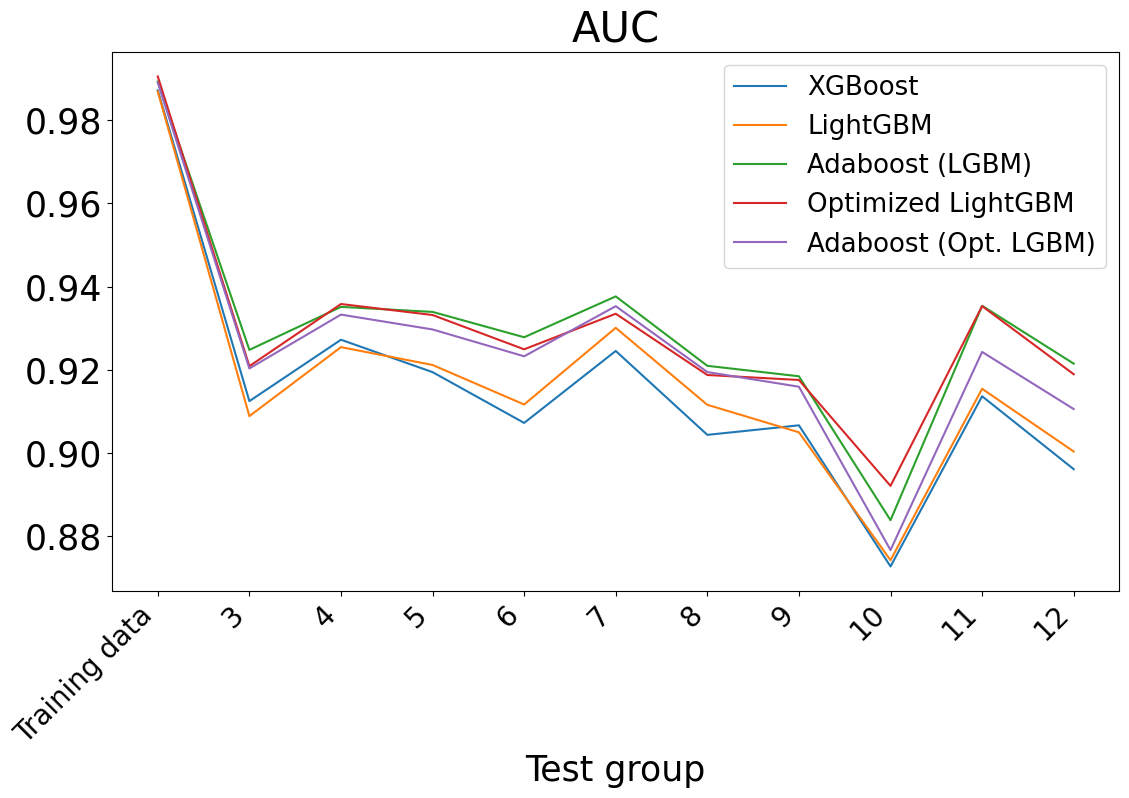 AUC
XGBoost
LightGBM
Adaboost (LGBM)
Optimized LightGBM
Adaboost (Opt. LGBM)
0.98
0.96
0.94
0.92
0.90
0.88
Training data
3
4
5
6
7
8
9
10
11
12
Test group